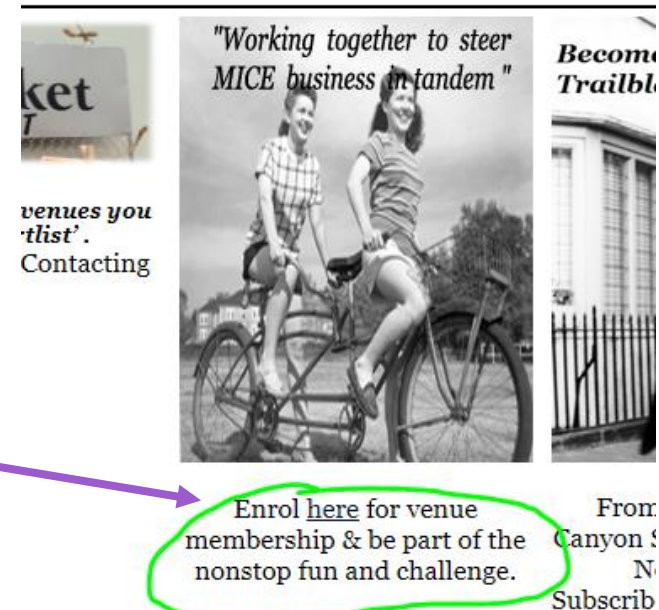 "Working together to steer
MICE business in tandem "
ket
T
venues you
tlist’ .
Contacting
Enrol here for venue
membership & be part of the
nonstop fun and challenge.
Become
Trailbl
From
Canyon S
N
Subscrib